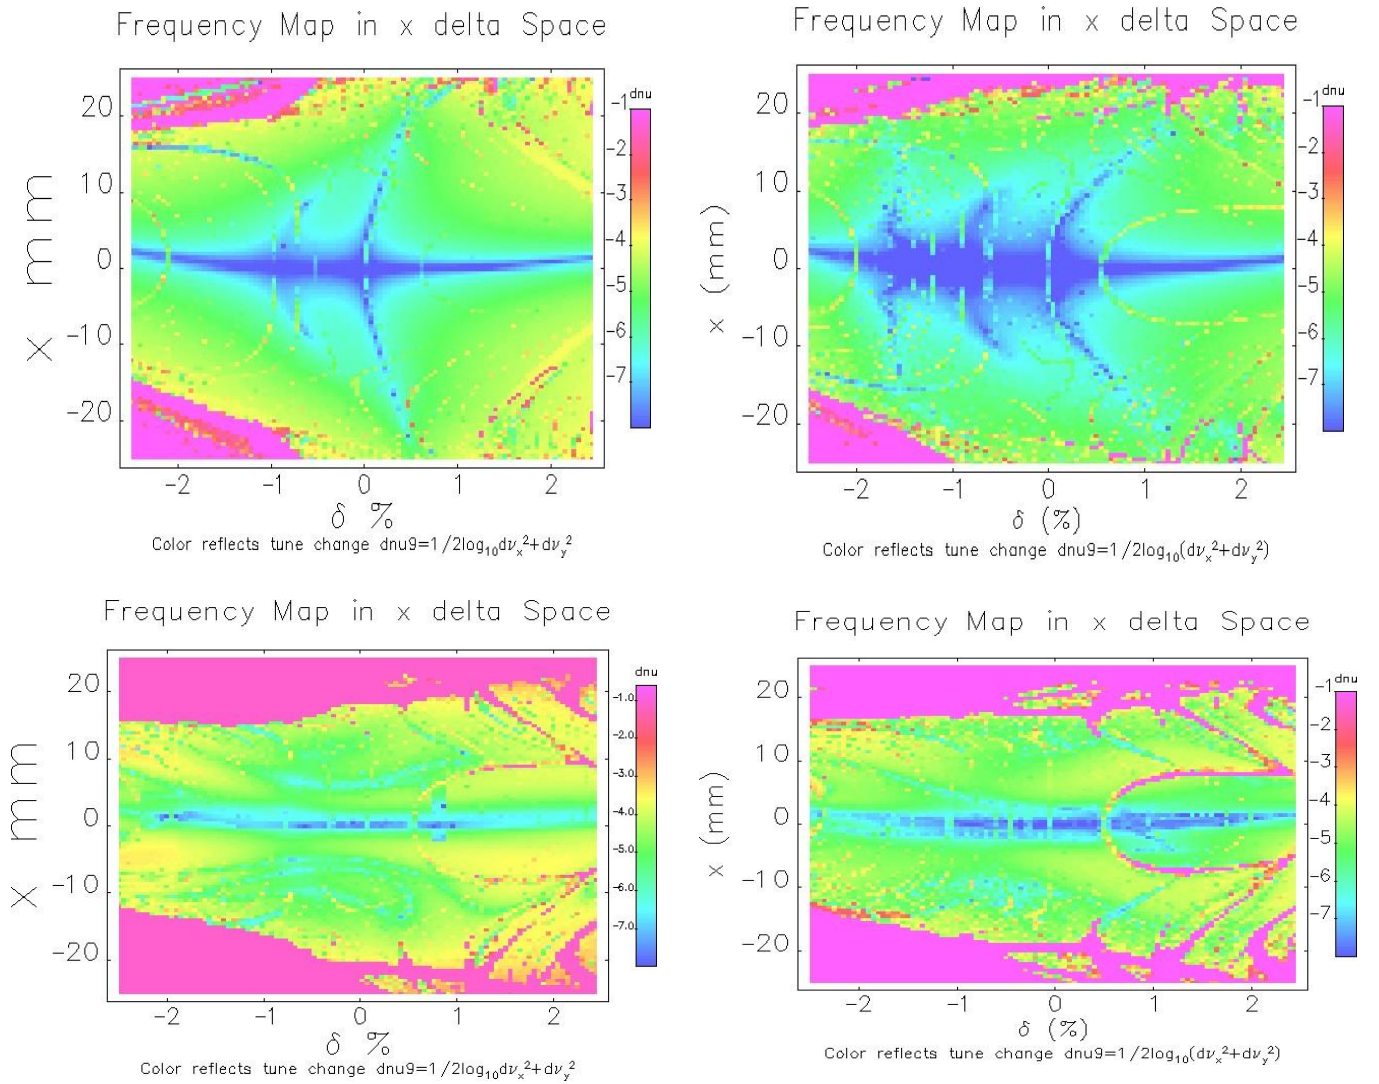 Frequency Map in x delta Space
dnu
-1
-2
-3
-4
-5
-6
-7
20
10
0
-10
-20
x mm
-2 -1 0 1 2
δ %
Color reflects tune change dnu9=1/2log₁₀dνₓ²+dν_y²
Frequency Map in x delta Space
dnu
-1
-2
-3
-4
-5
-6
-7
20
10
0
-10
-20
x (mm)
-2 -1 0 1 2
δ (%)
Color reflects tune change dnu9=1/2log₁₀(dνₓ²+dν_y²)
Frequency Map in x delta Space
dnu
-1.0
-2.0
-3.0
-4.0
-5.0
-6.0
-7.0
20
10
0
-10
-20
x mm
-2 -1 0 1 2
δ %
Color reflects tune change dnu9=1/2log₁₀dνₓ²+dν_y²
Frequency Map in x delta Space
dnu
-1
-2
-3
-4
-5
-6
-7
20
10
0
-10
-20
x (mm)
-2 -1 0 1 2
δ (%)
Color reflects tune change dnu9=1/2log₁₀(dνₓ²+dν_y²)